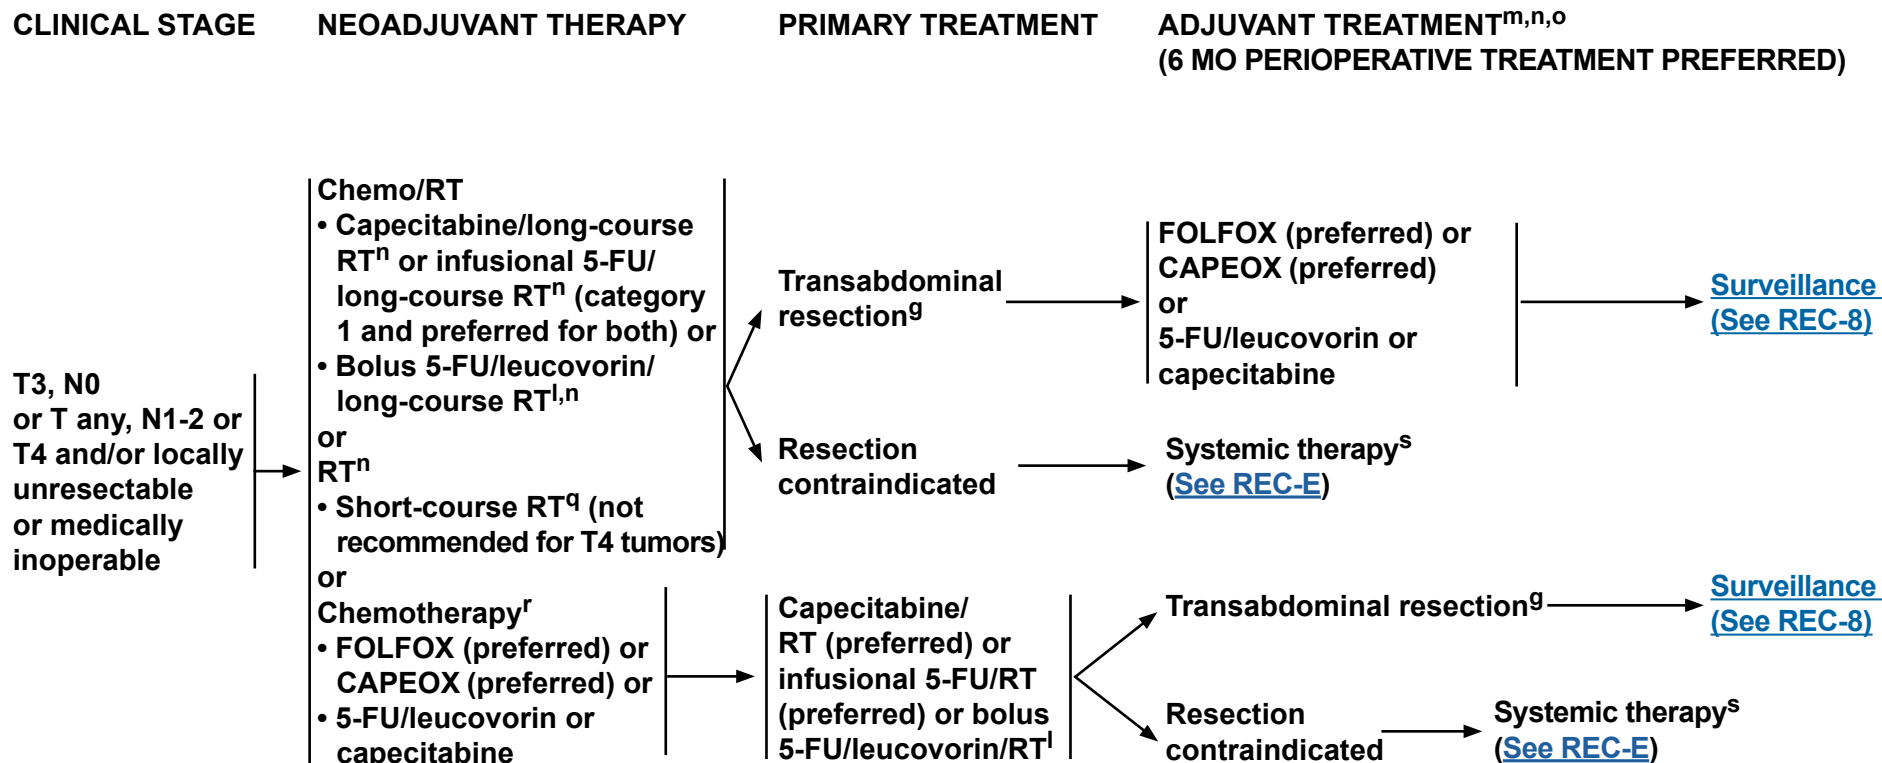 CLINICAL STAGE
NEOADJUVANT THERAPY
PRIMARY TREATMENT
ADJUVANT TREATMENTm,n,o
(6 MO PERIOPERATIVE TREATMENT PREFERRED)
T3, N0
or T any, N1-2 or
T4 and/or locally
unresectable
or medically
inoperable
Chemo/RT
• Capecitabine/long-course
RTn or infusional 5-FU/
long-course RTn (category
1 and preferred for both) or
• Bolus 5-FU/leucovorin/
long-course RTl,n
or
RTn
• Short-course RTq (not
recommended for T4 tumors)
or
Chemotherapyr
• FOLFOX (preferred) or
CAPEOX (preferred) or
• 5-FU/leucovorin or
capecitabine
Transabdominal
resectiong
FOLFOX (preferred) or
CAPEOX (preferred)
or
5-FU/leucovorin or
capecitabine
Surveillance
(See REC-8)
Resection
contraindicated
Systemic therapys
(See REC-E)
Capecitabine/
RT (preferred) or
infusional 5-FU/RT
(preferred) or bolus
5-FU/leucovorin/RTl
Transabdominal resectiong
Surveillance
(See REC-8)
Resection
contraindicated
Systemic therapys
(See REC-E)